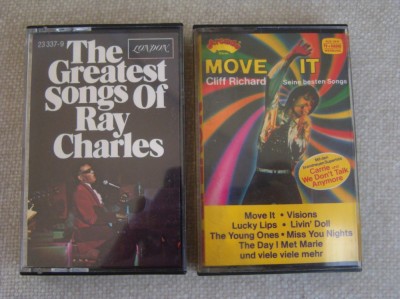 23 337-9
LONDON
The
Greatest
Songs Of
Ray
Charles
MOVE IT
Cliff Richard
Seine besten Songs
Carrie
We Don't Talk
Anymore
Move It • Visions
Lucky Lips • Livin' Doll
The Young Ones • Miss You Nights
The Day I Met Marie
und viele viele mehr